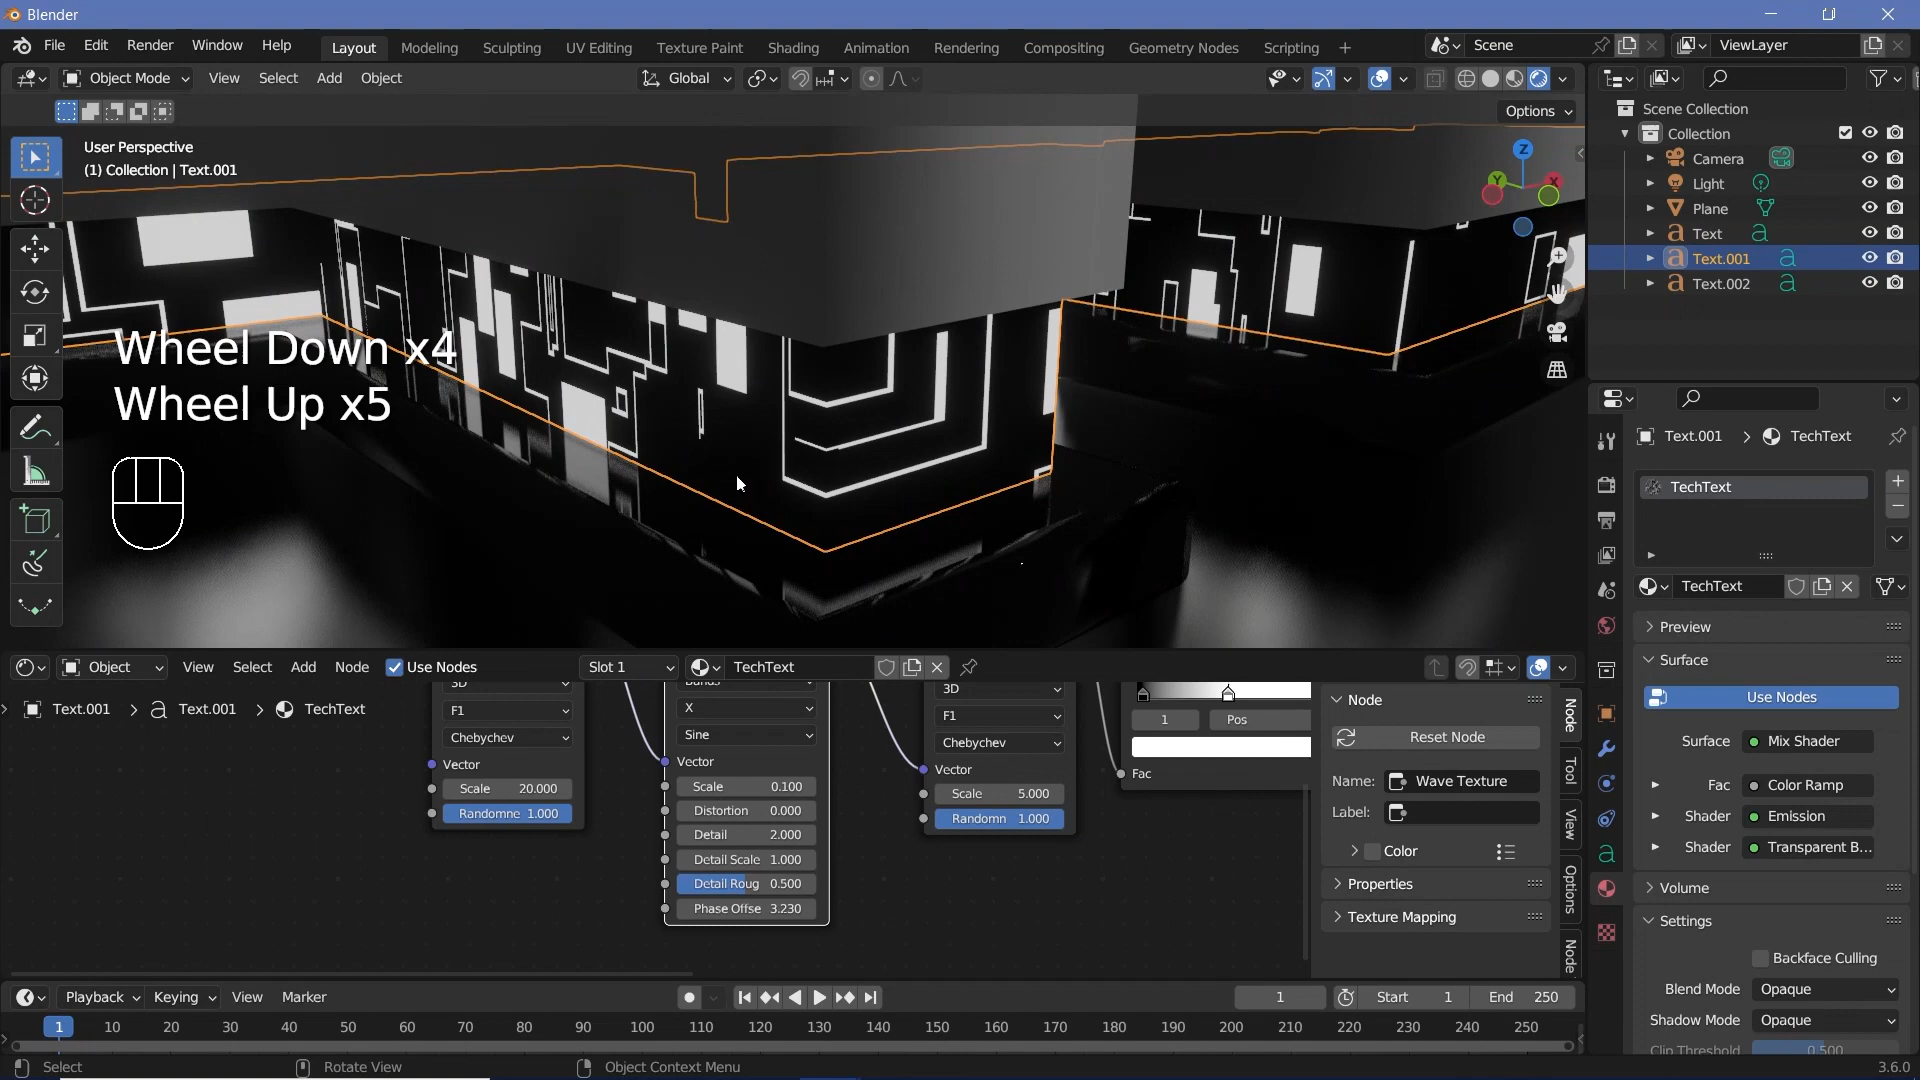 Blender
File Edit Render Window Help Layout Modeling Sculpting UV Editing Texture Paint Shading Animation Rendering Compositing Geometry Nodes Scripting + Scene ViewLayer
Object Mode View Select Add Object Global
Options
User Perspective
(1) Collection | Text.001
Z
Y
X
Wheel Down x4
Wheel Up x5
Scene Collection
Collection
Camera
Light
Plane
Text
Text.001
Text.002
Text.001 > TechText
TechText
TechText
Preview
Surface
Use Nodes
Surface Mix Shader
Fac Color Ramp
Shader Emission
Shader Transparent B...
Volume
Settings
Backface Culling
Blend Mode Opaque
Shadow Mode Opaque
Clip Threshold 0.500
Object View Select Add Node Use Nodes Slot 1 TechText
Text.001 > Text.001 > TechText
3D
F1
Chebychev
Vector
Scale 20.000
Randomne 1.000
Bands
X
Sine
Vector
Scale 0.100
Distortion 0.000
Detail 2.000
Detail Scale 1.000
Detail Roug 0.500
Phase Offse 3.230
3D
F1
Chebychev
Vector
Scale 5.000
Randomn 1.000
1 Pos
Fac
Node
Reset Node
Name: Wave Texture
Label:
Color
Properties
Texture Mapping
Node
Tool
View
Options
Node
Playback Keying View Marker 1 Start 1 End 250
1 10 20 30 40 50 60 70 80 90 100 110 120 130 140 150 160 170 180 190 200 210 220 230 240 250
Select Rotate View Object Context Menu 3.6.0